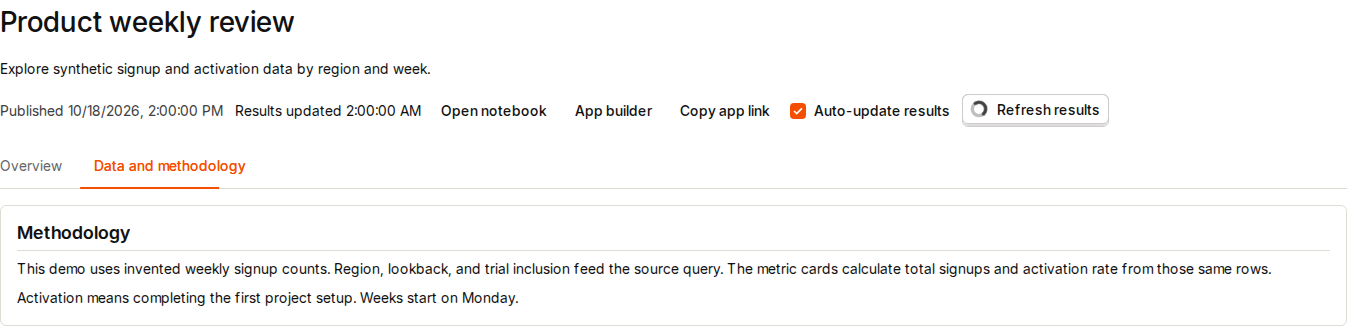 Product weekly review
Explore synthetic signup and activation data by region and week.
Published 10/18/2026, 2:00:00 PM Results updated 2:00:00 AM Open notebook App builder Copy app link Auto-update results Refresh results
Overview Data and methodology
Methodology
This demo uses invented weekly signup counts. Region, lookback, and trial inclusion feed the source query. The metric cards calculate total signups and activation rate from those same rows.
Activation means completing the first project setup. Weeks start on Monday.